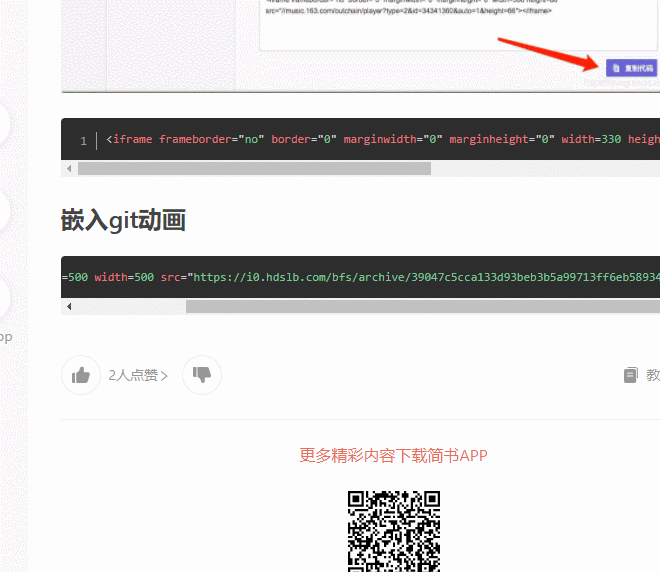 src="//music.163.com/outchain/player?type=2&id=34341360&auto=1&height=66"></iframe>
复制代码
1 <iframe frameborder="no" border="0" marginwidth="0" marginheight="0" width=330 heigh
嵌入git动画
=500 width=500 src="https://i0.hdslb.com/bfs/archive/39047c5cca133d93beb3b5a99713ff6eb58934
op
2人点赞>
教
更多精彩内容下载简书APP